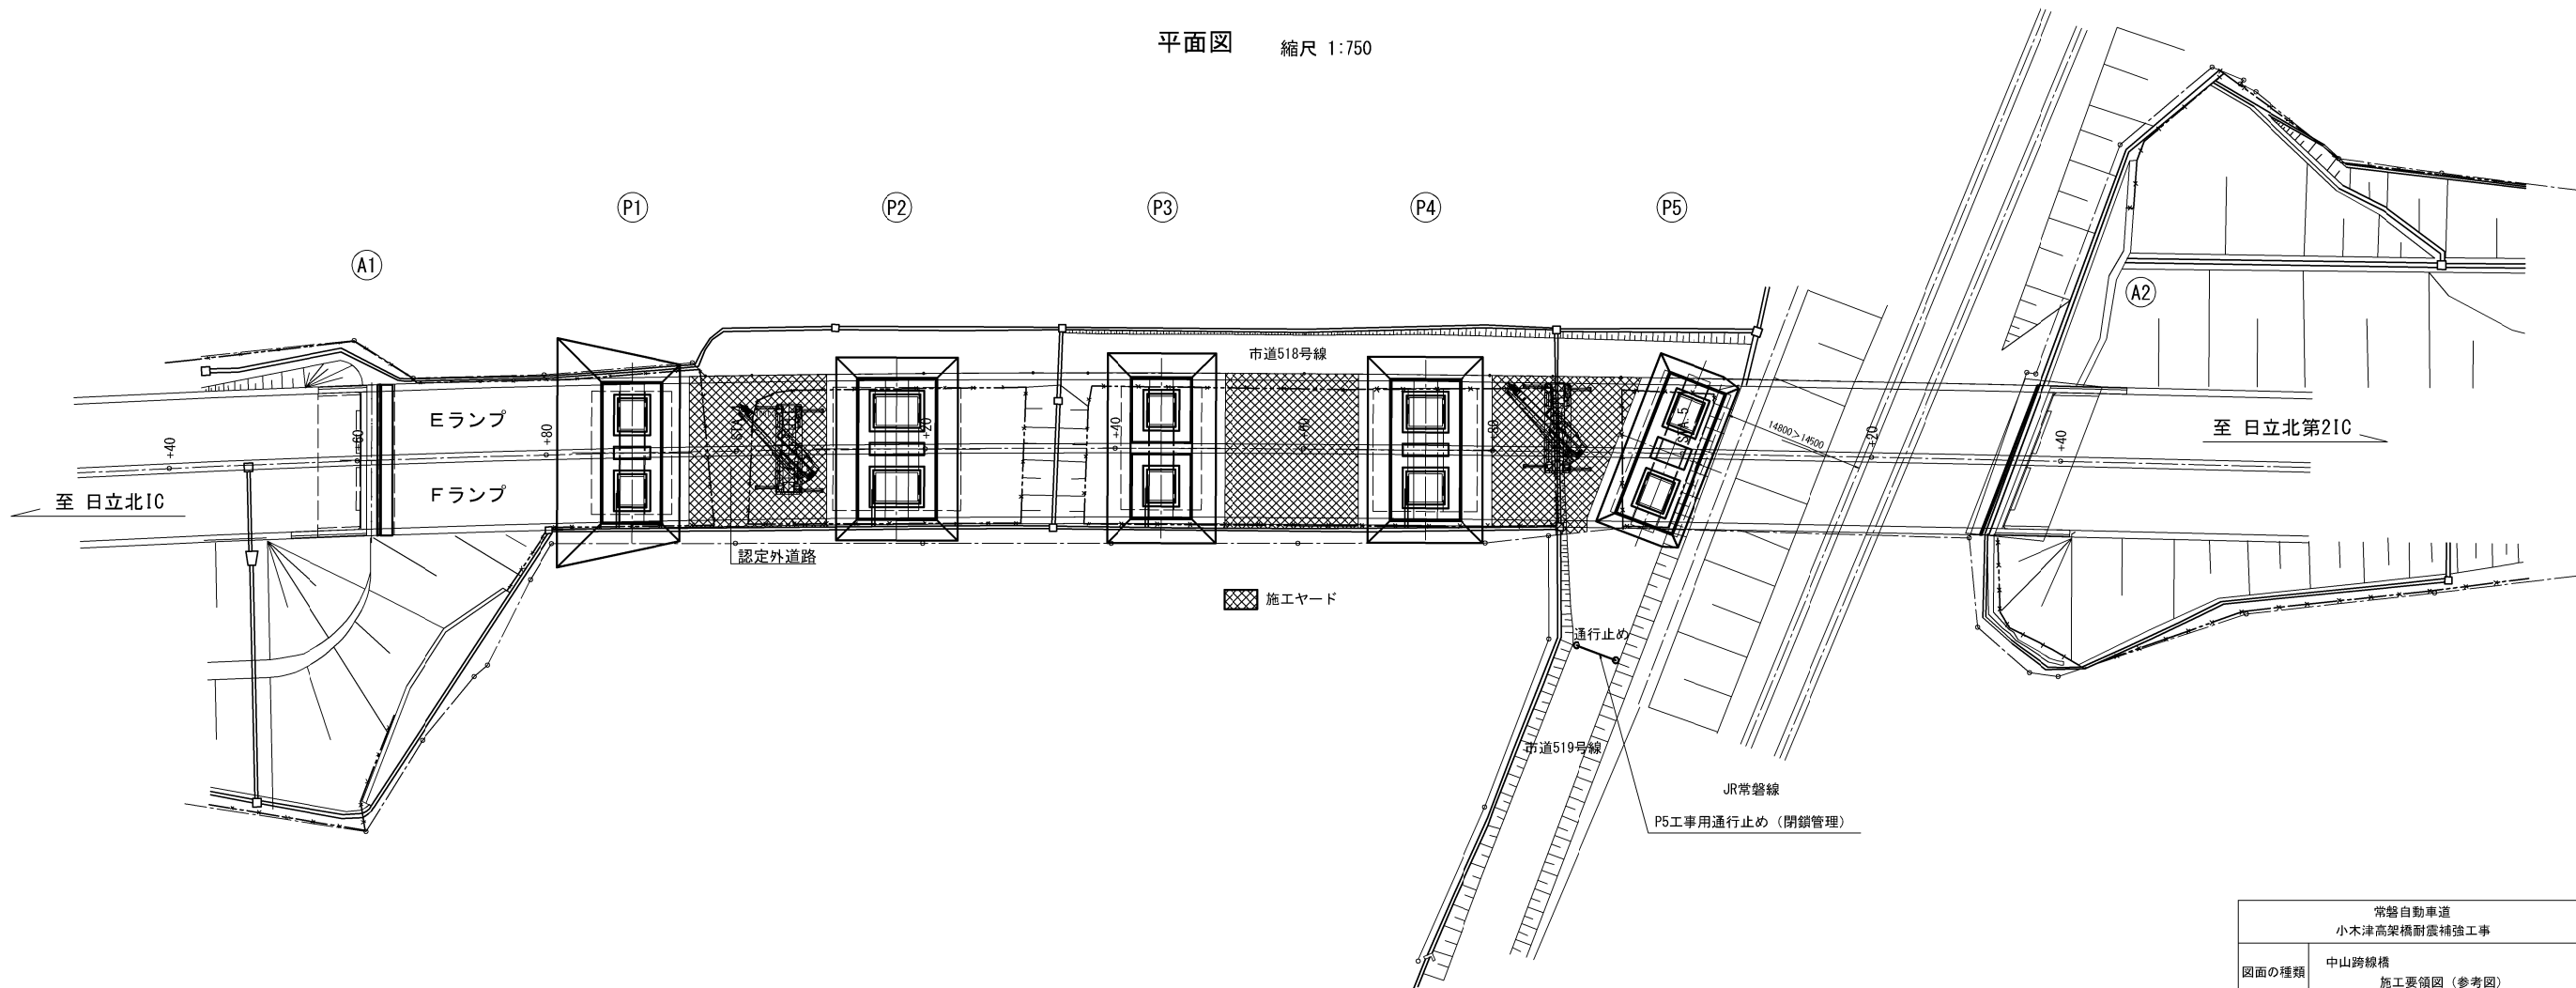 平面図 縮尺 1:750
P1 P2 P3 P4 P5
A1
A2
市道518号線
Eランプ
Fランプ
+40 +60 +80 +20 +40 80 +20 +40
14800>14500
至 日立北IC
至 日立北第2IC
認定外道路
施工ヤード
通行止め
市道519号線
JR常磐線
P5工事用通行止め（閉鎖管理）
常磐自動車道
小木津高架橋耐震補強工事
図面の種類 中山跨線橋
施工要領図（参考図）